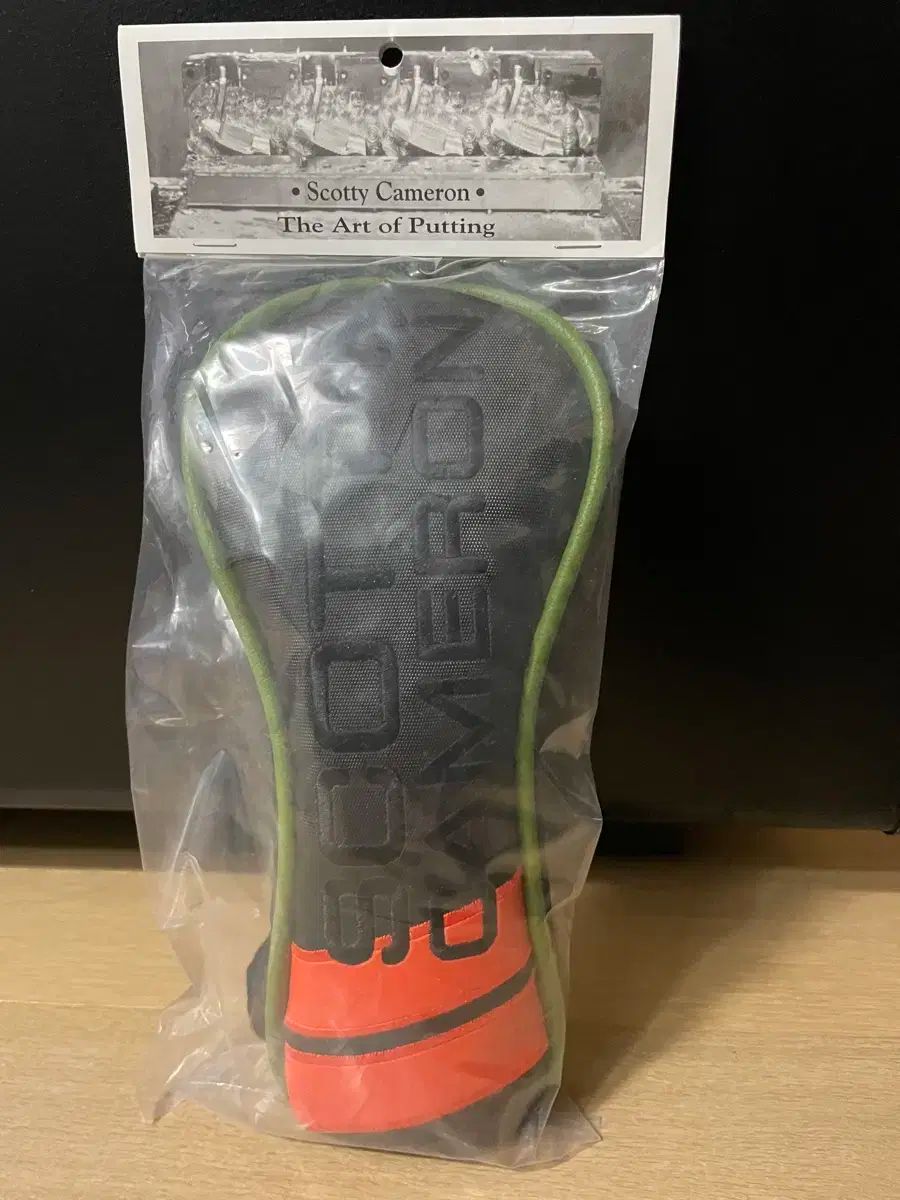 • Scotty Cameron •
The Art of Putting
SCOTTY
CAMERON